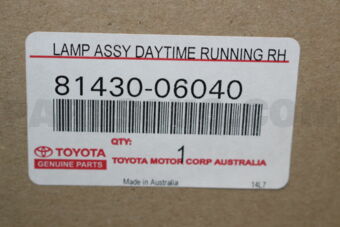 LAMP ASSY DAYTIME RUNNING RH
81430-06040
QTY:
1
TOYOTA
GENUINE PARTS
TOYOTA MOTOR CORP AUSTRALIA
Made in Australia
14L7